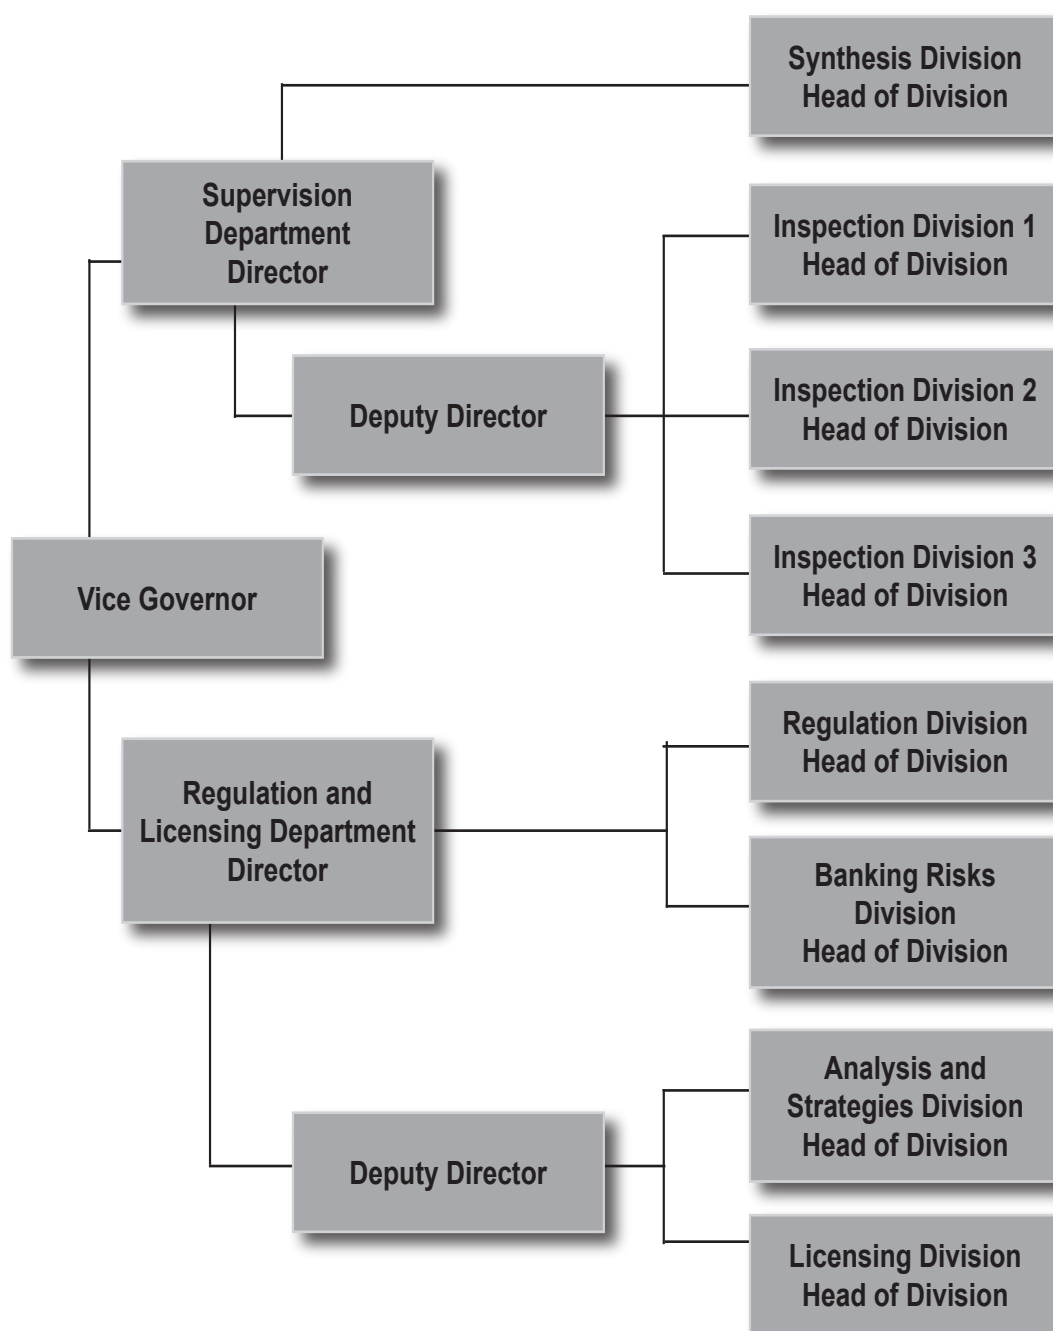 Synthesis Division
Head of Division
Supervision
Department
Director
Inspection Division 1
Head of Division
Deputy Director
Inspection Division 2
Head of Division
Inspection Division 3
Head of Division
Vice Governor
Regulation and
Licensing Department
Director
Regulation Division
Head of Division
Banking Risks
Division
Head of Division
Deputy Director
Analysis and
Strategies Division
Head of Division
Licensing Division
Head of Division